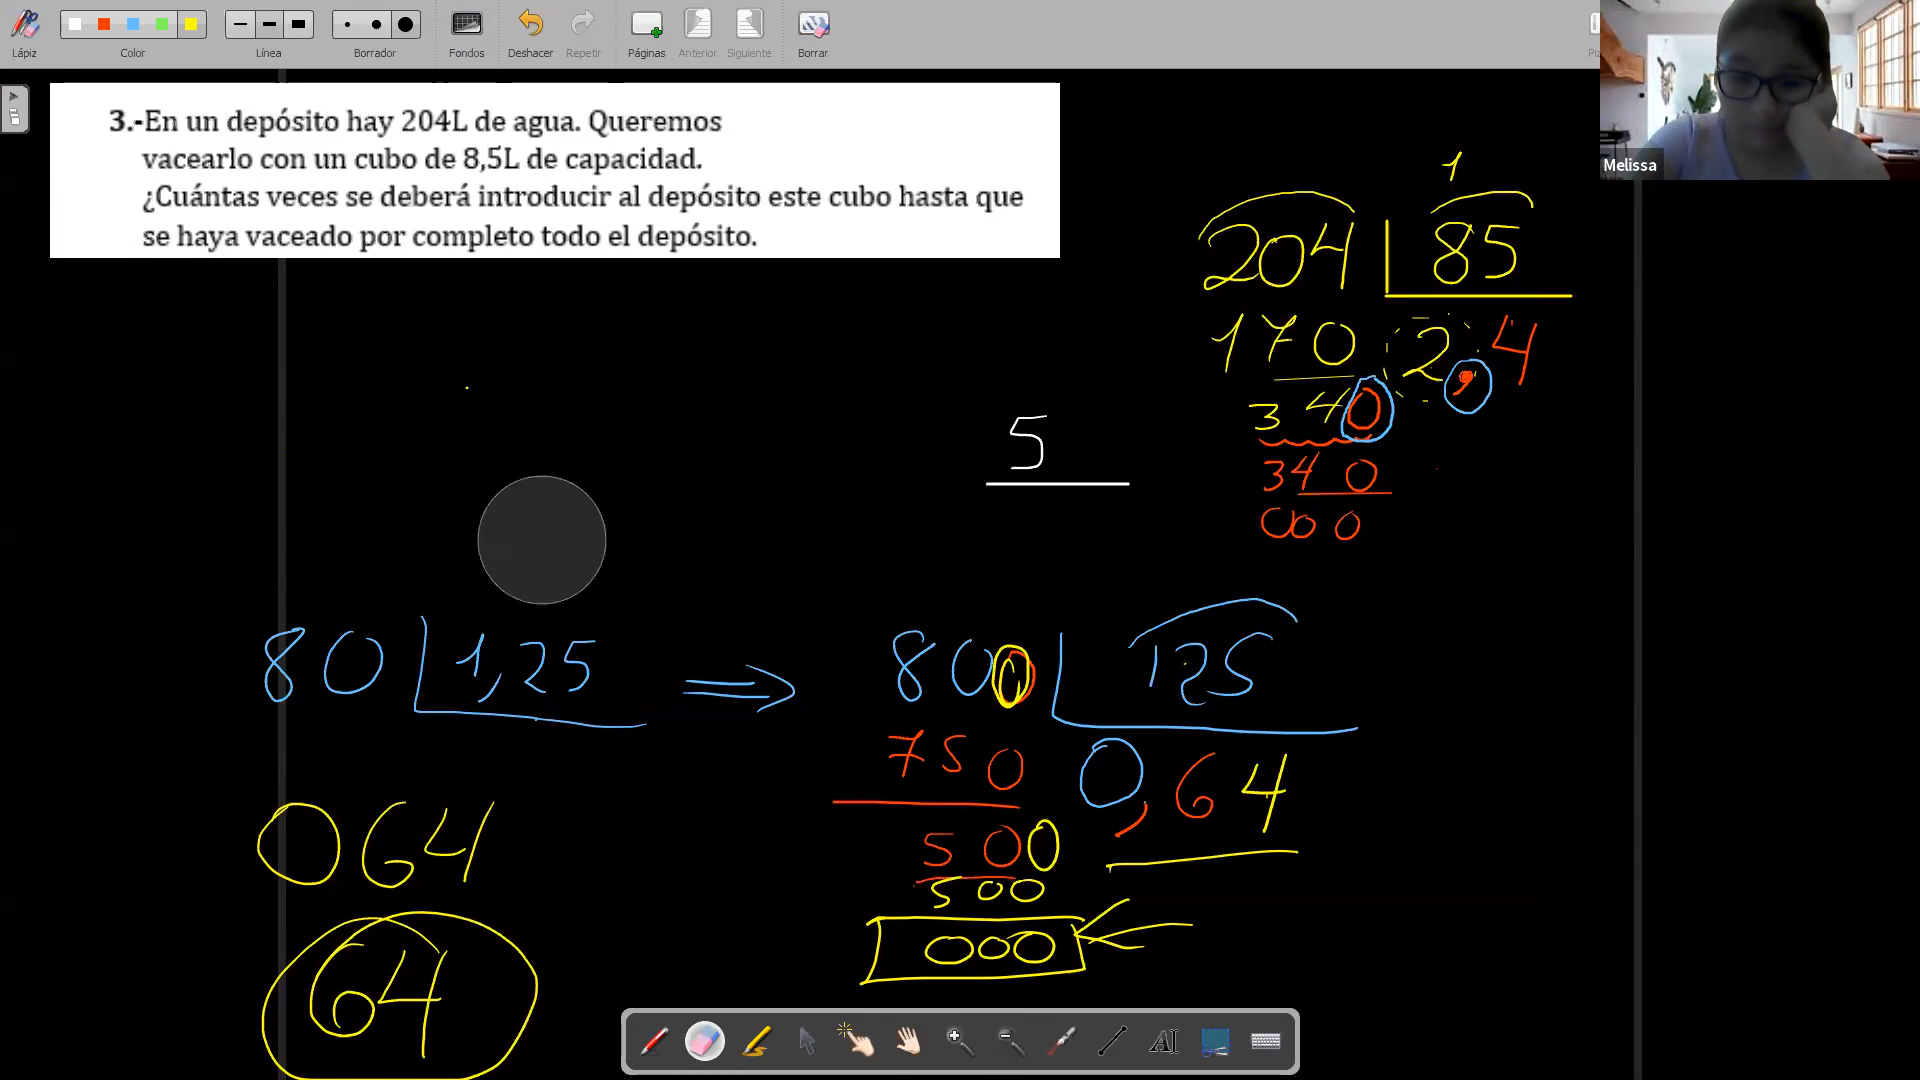 Lápiz Color Línea Borrador Fondos Deshacer Repetir Páginas Anterior Siguiente Borrar
Melissa
3.-En un depósito hay 204L de agua. Queremos
vacearlo con un cubo de 8,5L de capacidad.
¿Cuántas veces se deberá introducir al depósito este cubo hasta que
se haya vaceado por completo todo el depósito.
1
204 85
170 2,4
340
340
000
5
80 1,25 800 125
750 0,64
500
500
000
064
64